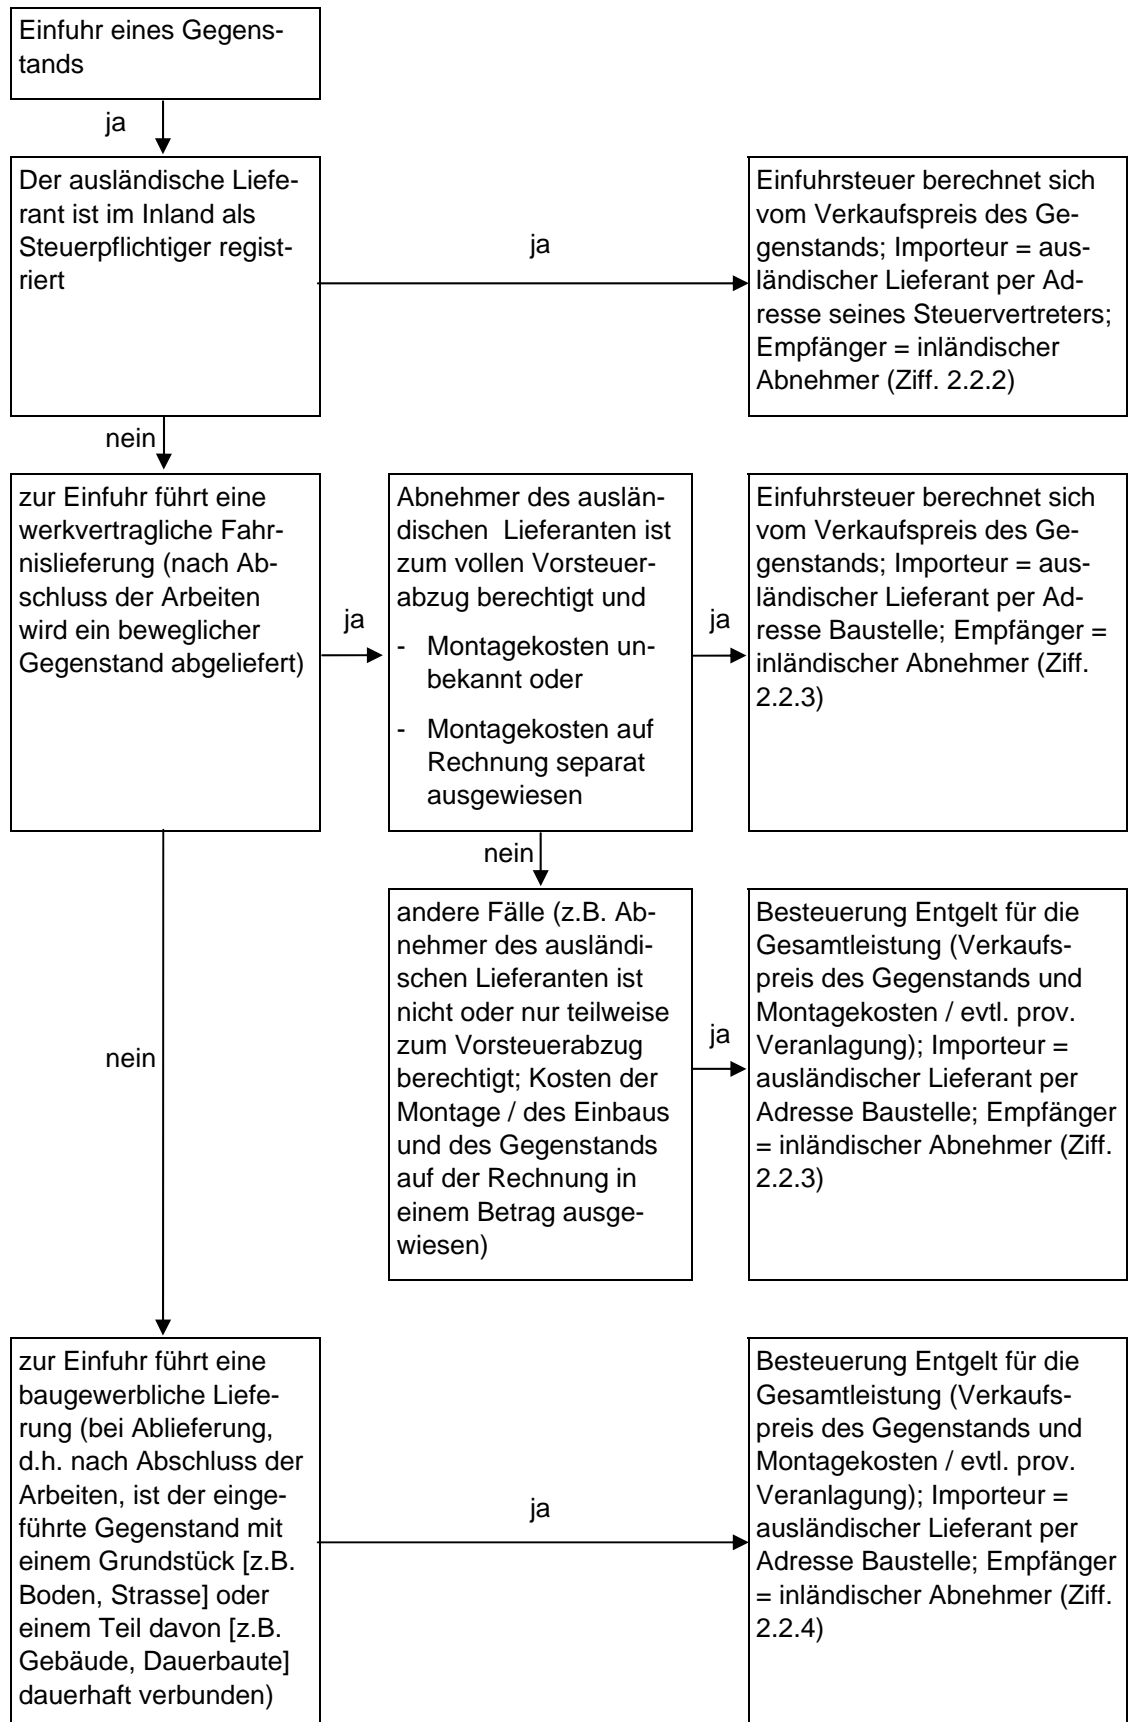 Einfuhr eines Gegens-
tands
ja
Der ausländische Liefe-
rant ist im Inland als
Steuerpflichtiger regist-
riert
ja
Einfuhrsteuer berechnet sich
vom Verkaufspreis des Ge-
genstands; Importeur = aus-
ländischer Lieferant per Ad-
resse seines Steuervertreters;
Empfänger = inländischer
Abnehmer (Ziff. 2.2.2)
nein
zur Einfuhr führt eine
werkvertragliche Fahr-
nislieferung (nach Ab-
schluss der Arbeiten
wird ein beweglicher
Gegenstand abgeliefert)
ja
Abnehmer des auslän-
dischen Lieferanten ist
zum vollen Vorsteuer-
abzug berechtigt und
- Montagekosten un-
bekannt oder
- Montagekosten auf
Rechnung separat
ausgewiesen
ja
Einfuhrsteuer berechnet sich
vom Verkaufspreis des Ge-
genstands; Importeur = aus-
ländischer Lieferant per Ad-
resse Baustelle; Empfänger =
inländischer Abnehmer (Ziff.
2.2.3)
nein
andere Fälle (z.B. Ab-
nehmer des ausländi-
schen Lieferanten ist
nicht oder nur teilweise
zum Vorsteuerabzug
berechtigt; Kosten der
Montage / des Einbaus
und des Gegenstands
auf der Rechnung in
einem Betrag ausge-
wiesen)
ja
Besteuerung Entgelt für die
Gesamtleistung (Verkaufs-
preis des Gegenstands und
Montagekosten / evtl. prov.
Veranlagung); Importeur =
ausländischer Lieferant per
Adresse Baustelle; Empfänger
= inländischer Abnehmer (Ziff.
2.2.3)
nein
zur Einfuhr führt eine
baugewerbliche Liefe-
rung (bei Ablieferung,
d.h. nach Abschluss der
Arbeiten, ist der einge-
führte Gegenstand mit
einem Grundstück [z.B.
Boden, Strasse] oder
einem Teil davon [z.B.
Gebäude, Dauerbaute]
dauerhaft verbunden)
ja
Besteuerung Entgelt für die
Gesamtleistung (Verkaufs-
preis des Gegenstands und
Montagekosten / evtl. prov.
Veranlagung); Importeur =
ausländischer Lieferant per
Adresse Baustelle; Empfänger
= inländischer Abnehmer (Ziff.
2.2.4)